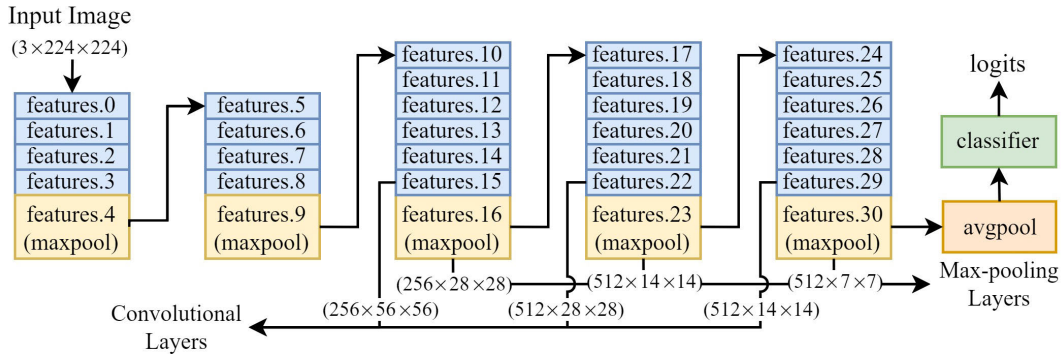 Input Image
(3×224×224)
features.0
features.1
features.2
features.3
features.4
(maxpool)
features.5
features.6
features.7
features.8
features.9
(maxpool)
features.10
features.11
features.12
features.13
features.14
features.15
features.16
(maxpool)
features.17
features.18
features.19
features.20
features.21
features.22
features.23
(maxpool)
features.24
features.25
features.26
features.27
features.28
features.29
features.30
(maxpool)
logits
classifier
avgpool
(256×28×28)
(512×14×14)
(512×7×7)
Max-pooling
Layers
(256×56×56)
(512×28×28)
(512×14×14)
Convolutional
Layers